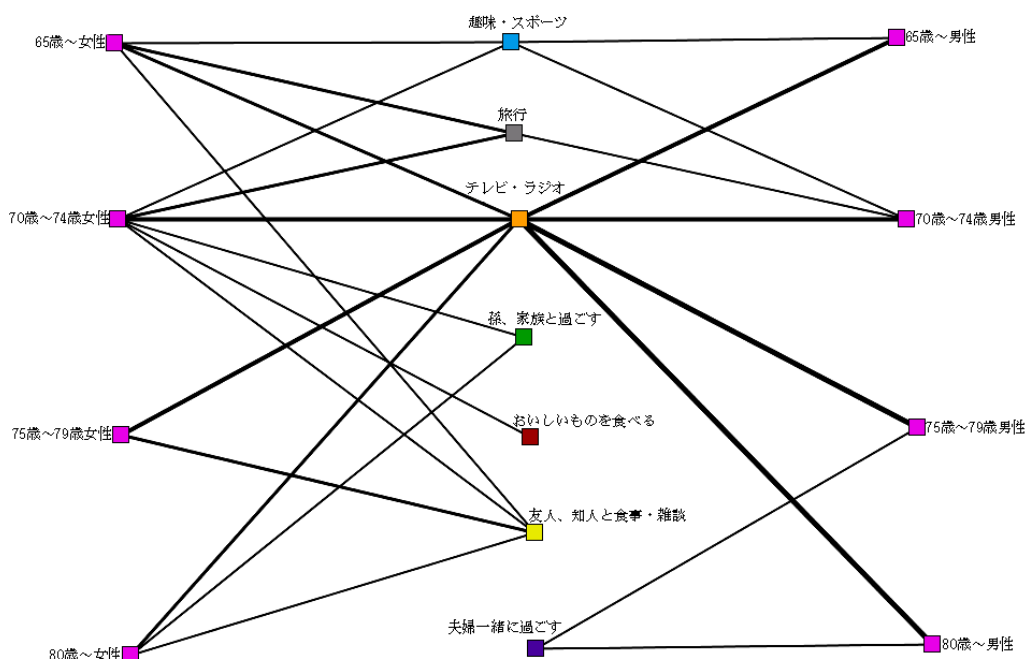 趣味・スポーツ
65歳～女性
65歳～男性
旅行
テレビ・ラジオ
70歳～74歳女性
70歳～74歳男性
孫、家族と過ごす
おいしいものを食べる
75歳～79歳女性
75歳～79歳男性
友人、知人と食事・雑談
夫婦一緒に過ごす
80歳～女性
80歳～男性